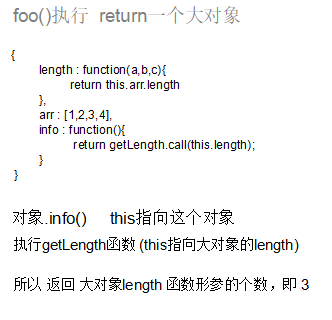 foo()执行 return一个大对象
{
length : function(a,b,c){
return this.arr.length
},
arr : [1,2,3,4],
info : function(){
return getLength.call(this.length);
}
}
对象.info() this指向这个对象
执行getLength函数 (this指向大对象的length)
所以 返回 大对象length 函数形参的个数，即 3